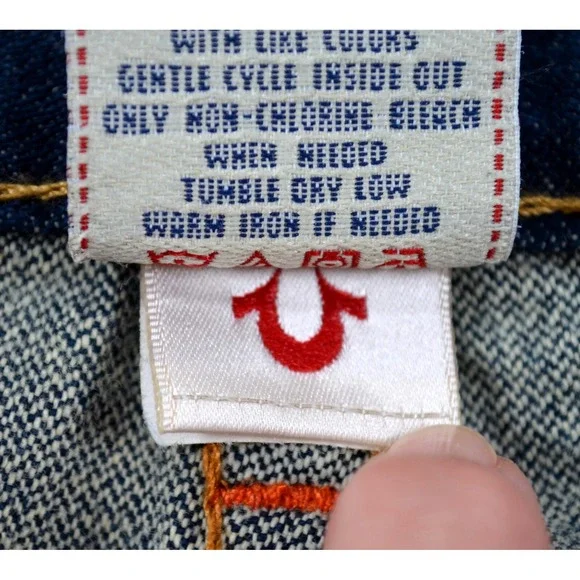 WITH LIKE COLORS
GENTLE CYCLE INSIDE OUT
ONLY NON-CHLORINE BLEACH
WHEN NEEDED
TUMBLE DRY LOW
WARM IRON IF NEEDED